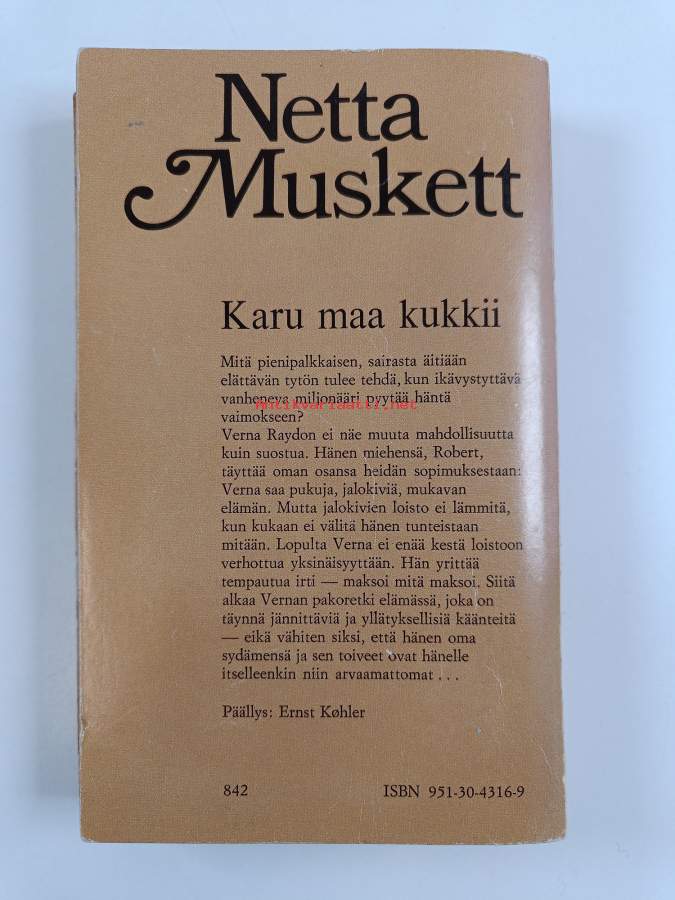 Netta
Muskett
Karu maa kukkii
Mitä pienipalkkaisen, sairasta äitiään
elättävän tytön tulee tehdä, kun ikävystyttävä
vanheneva miljonääri pyytää häntä
Antikvariaatti.net
vaimokseen?
Verna Raydon ei näe muuta mahdollisuutta
kuin suostua. Hänen miehensä, Robert,
täyttää oman osansa heidän sopimuksestaan:
Verna saa pukuja, jalokiviä, mukavan
elämän. Mutta jalokivien loisto ei lämmitä,
kun kukaan ei välitä hänen tunteistaan
mitään. Lopulta Verna ei enää kestä loistoon
verhottua yksinäisyyttään. Hän yrittää
tempautua irti — maksoi mitä maksoi. Siitä
alkaa Vernan pakoretki elämässä, joka on
täynnä jännittäviä ja yllätyksellisiä käänteitä
— eikä vähiten siksi, että hänen oma
sydämensä ja sen toiveet ovat hänelle
itselleenkin niin arvaamattomat ...
Päällys: Ernst Køhler
842 ISBN 951-30-4316-9